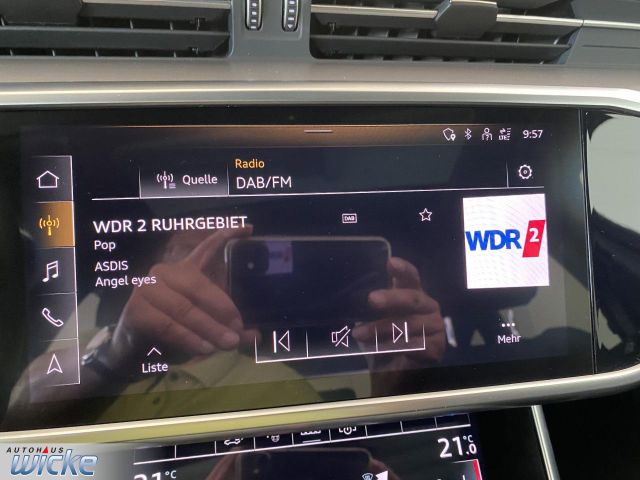 9:57
Radio
Quelle
DAB/FM
WDR 2 RUHRGEBIET
DAB
Pop
ASDIS
Angel eyes
WDR 2
Liste
Mehr
21.0 °C
°C
AUTOHAUS
WICKE